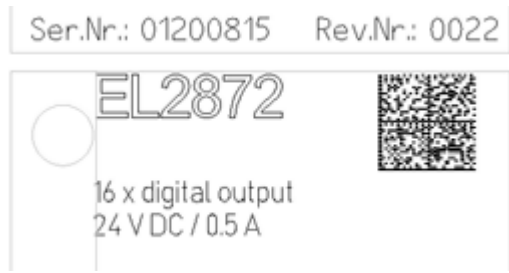 Ser.Nr.: 01200815 Rev.Nr.: 0022
EL2872
16 x digital output
24 V DC / 0.5 A